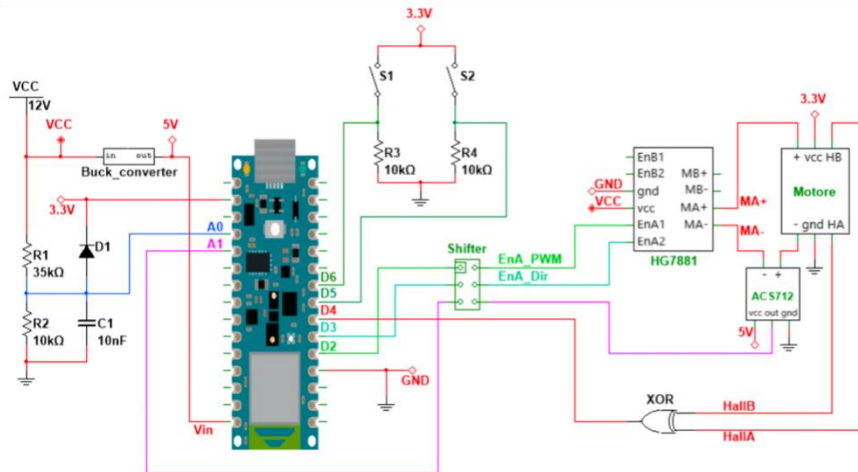 3.3V
VCC
12V
VCC
5V
in out
Buck_converter
3.3V
A0
A1
D1
R1
35kΩ
R2
10kΩ
C1
10nF
Vin
S1
S2
R3
10kΩ
R4
10kΩ
D6
D5
D4
D3
D2
GND
Shifter
EnA_PWM
EnA_Dir
EnB1
EnB2
gnd
vcc
EnA1
EnA2
MB+
MB-
MA+
MA-
HG7881
GND
VCC
MA+
MA-
3.3V
+ vcc HB
Motore
- gnd HA
- +
ACS712
vcc out gnd
5V
XOR
HallB
HallA